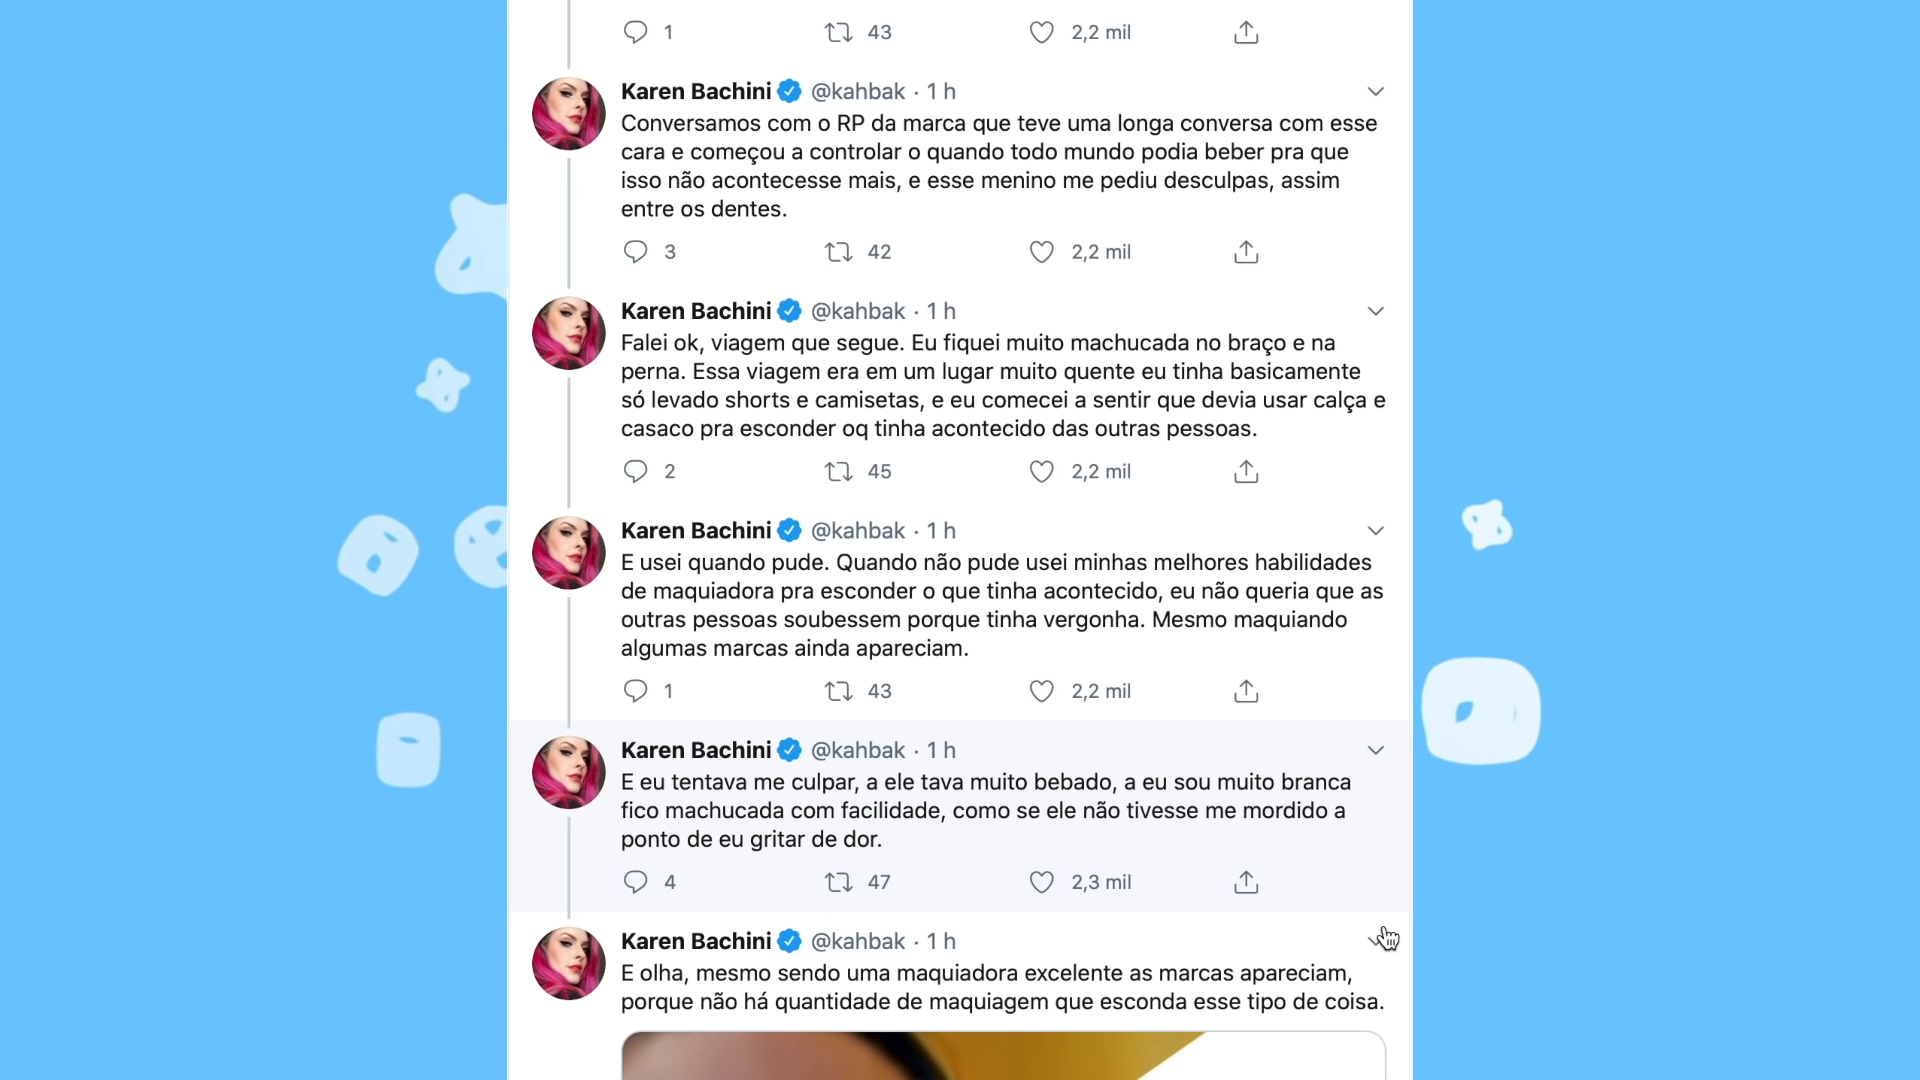 1 43 2,2 mil
Karen Bachini @kahbak · 1 h
Conversamos com o RP da marca que teve uma longa conversa com esse
cara e começou a controlar o quando todo mundo podia beber pra que
isso não acontecesse mais, e esse menino me pediu desculpas, assim
entre os dentes.
3 42 2,2 mil
Karen Bachini @kahbak · 1 h
Falei ok, viagem que segue. Eu fiquei muito machucada no braço e na
perna. Essa viagem era em um lugar muito quente eu tinha basicamente
só levado shorts e camisetas, e eu comecei a sentir que devia usar calça e
casaco pra esconder oq tinha acontecido das outras pessoas.
2 45 2,2 mil
Karen Bachini @kahbak · 1 h
E usei quando pude. Quando não pude usei minhas melhores habilidades
de maquiadora pra esconder o que tinha acontecido, eu não queria que as
outras pessoas soubessem porque tinha vergonha. Mesmo maquiando
algumas marcas ainda apareciam.
1 43 2,2 mil
Karen Bachini @kahbak · 1 h
E eu tentava me culpar, a ele tava muito bebado, a eu sou muito branca
fico machucada com facilidade, como se ele não tivesse me mordido a
ponto de eu gritar de dor.
4 47 2,3 mil
Karen Bachini @kahbak · 1 h
E olha, mesmo sendo uma maquiadora excelente as marcas apareciam,
porque não há quantidade de maquiagem que esconda esse tipo de coisa.